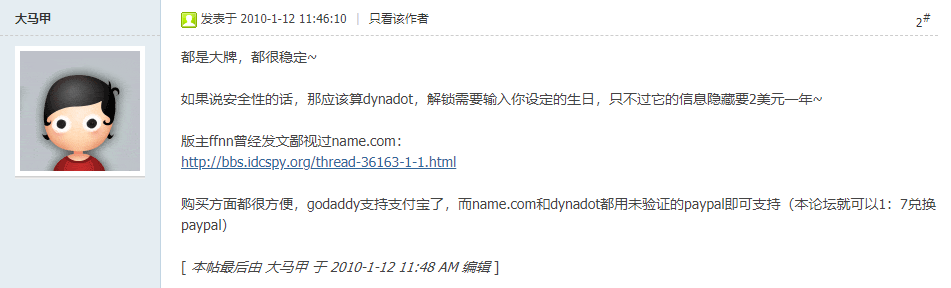 大马甲
发表于 2010-1-12 11:46:10 | 只看该作者
2#
都是大牌，都很稳定~
如果说安全性的话，那应该算dynadot，解锁需要输入你设定的生日，只不过它的信息隐藏要2美元一年~
版主ffnn曾经发文鄙视过name.com：
http://bbs.idcspy.org/thread-36163-1-1.html
购买方面都很方便，godaddy支持支付宝了，而name.com和dynadot都用未验证的paypal即可支持（本论坛就可以1：7兑换
paypal）
[ 本帖最后由 大马甲 于 2010-1-12 11:48 AM 编辑 ]